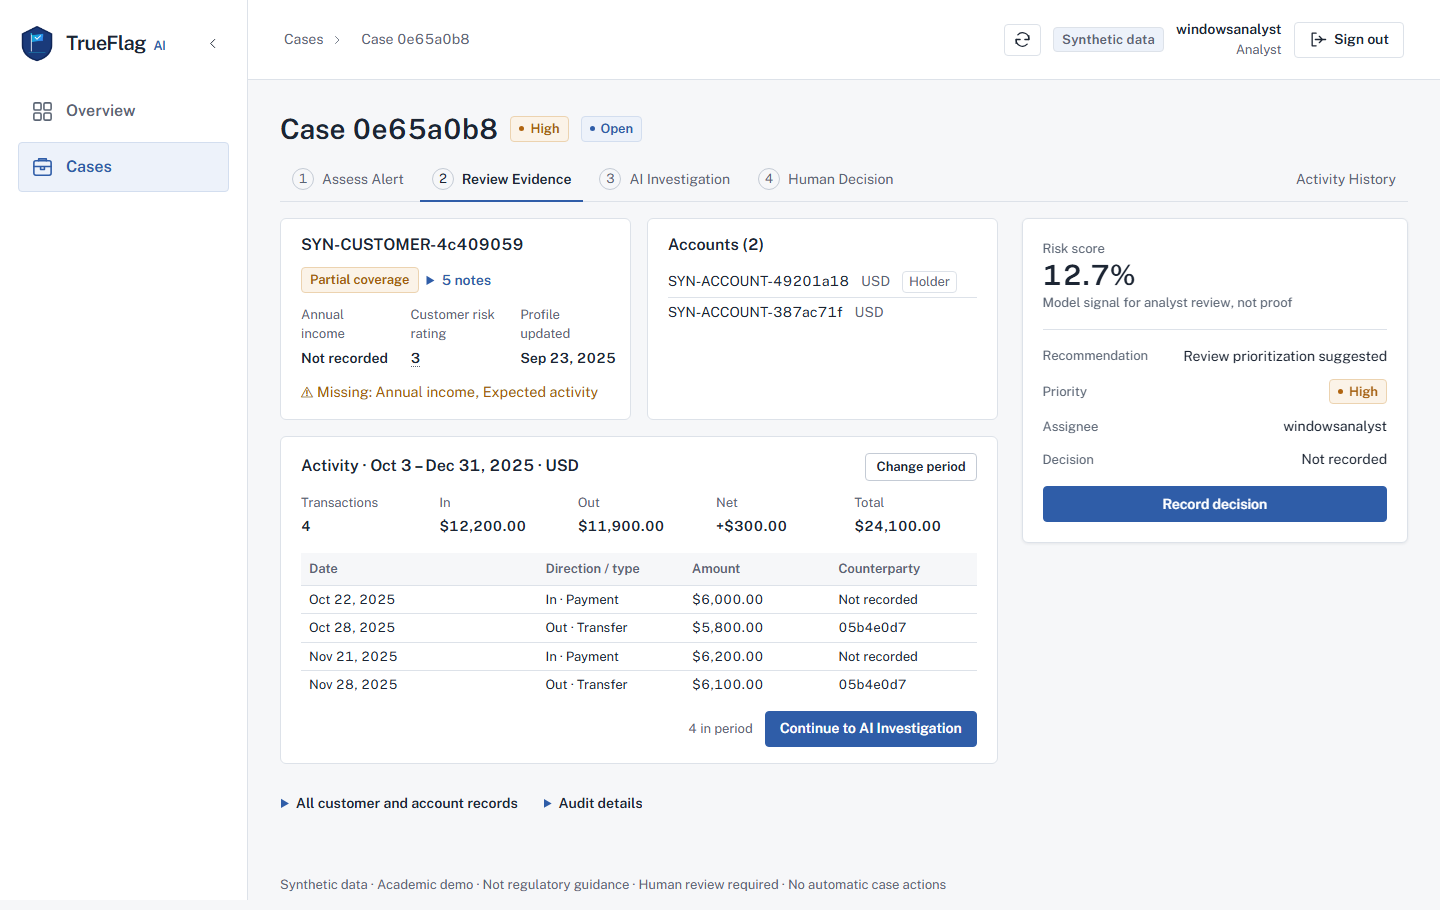 TrueFlag AI
Overview
Cases
Cases > Case 0e65a0b8
Synthetic data
windowsanalyst
Analyst
Sign out
Case 0e65a0b8
High
Open
1 Assess Alert
2 Review Evidence
3 AI Investigation
4 Human Decision
Activity History
SYN-CUSTOMER-4c409059
Partial coverage
5 notes
Annual income
Customer risk rating
Profile updated
Not recorded
3
Sep 23, 2025
Missing: Annual income, Expected activity
Accounts (2)
SYN-ACCOUNT-49201a18 USD Holder
SYN-ACCOUNT-387ac71f USD
Activity · Oct 3 – Dec 31, 2025 · USD
Change period
Transactions In Out Net Total
4 $12,200.00 $11,900.00 +$300.00 $24,100.00
Date Direction / type Amount Counterparty
Oct 22, 2025 In · Payment $6,000.00 Not recorded
Oct 28, 2025 Out · Transfer $5,800.00 05b4e0d7
Nov 21, 2025 In · Payment $6,200.00 Not recorded
Nov 28, 2025 Out · Transfer $6,100.00 05b4e0d7
4 in period
Continue to AI Investigation
Risk score
12.7%
Model signal for analyst review, not proof
Recommendation Review prioritization suggested
Priority High
Assignee windowsanalyst
Decision Not recorded
Record decision
All customer and account records
Audit details
Synthetic data · Academic demo · Not regulatory guidance · Human review required · No automatic case actions